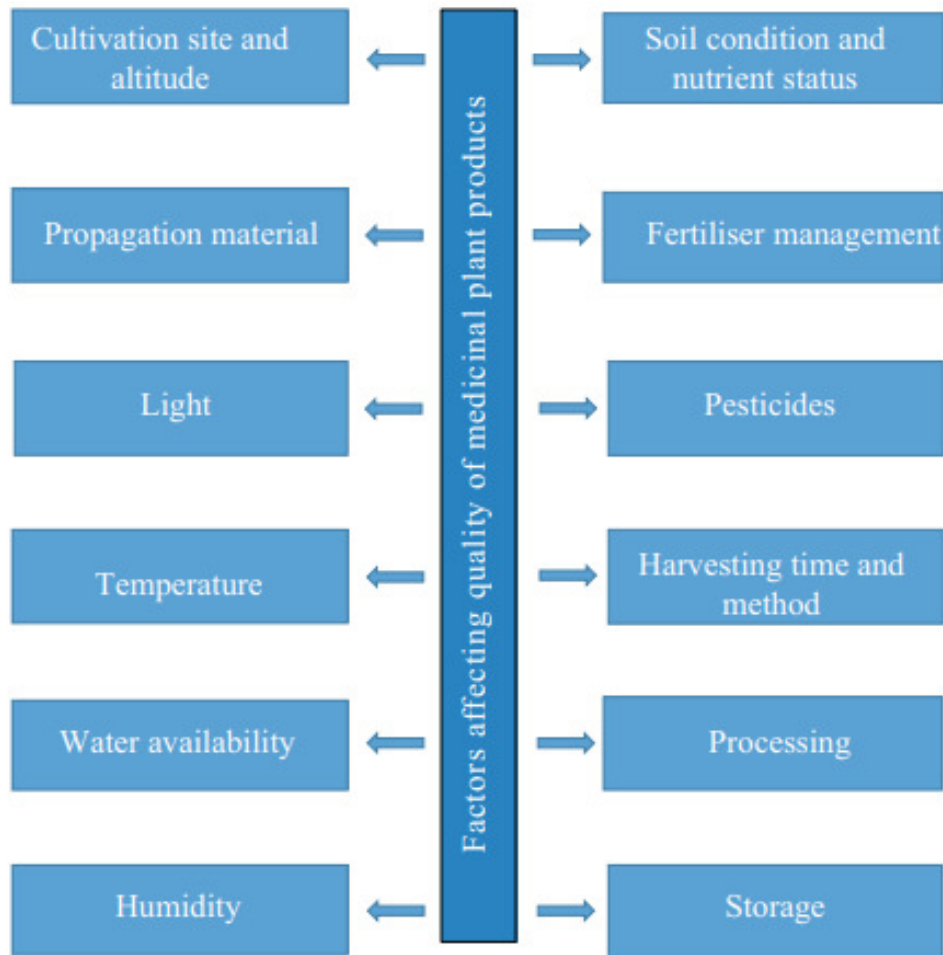 Cultivation site and
altitude
Propagation material
Light
Temperature
Water availability
Humidity
Factors affecting quality of medicinal plant products
Soil condition and
nutrient status
Fertiliser management
Pesticides
Harvesting time and
method
Processing
Storage